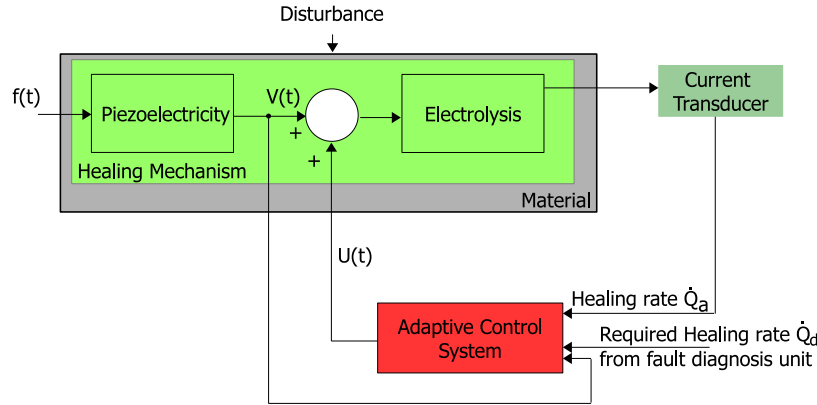 Disturbance
f(t)
Piezoelectricity
V(t)
+
+
Electrolysis
Current
Transducer
Healing Mechanism
Material
U(t)
Adaptive Control
System
Healing rate Q̇a
Required Healing rate Q̇d
from fault diagnosis unit